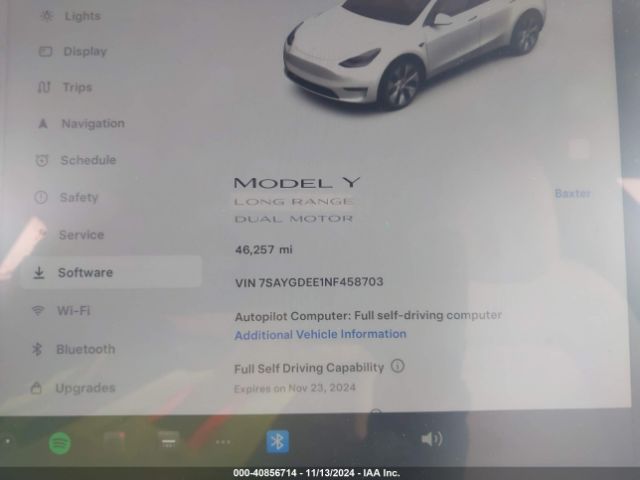 Lights
Display
Trips
Navigation
Schedule
Safety
Service
Software
Wi-Fi
Bluetooth
Upgrades
MODEL Y
LONG RANGE
DUAL MOTOR
Baxter
46,257 mi
VIN 7SAYGDEE1NF458703
Autopilot Computer: Full self-driving computer
Additional Vehicle Information
Full Self Driving Capability
Expires on Nov 23, 2024
000-40856714 - 11/13/2024 - IAA Inc.